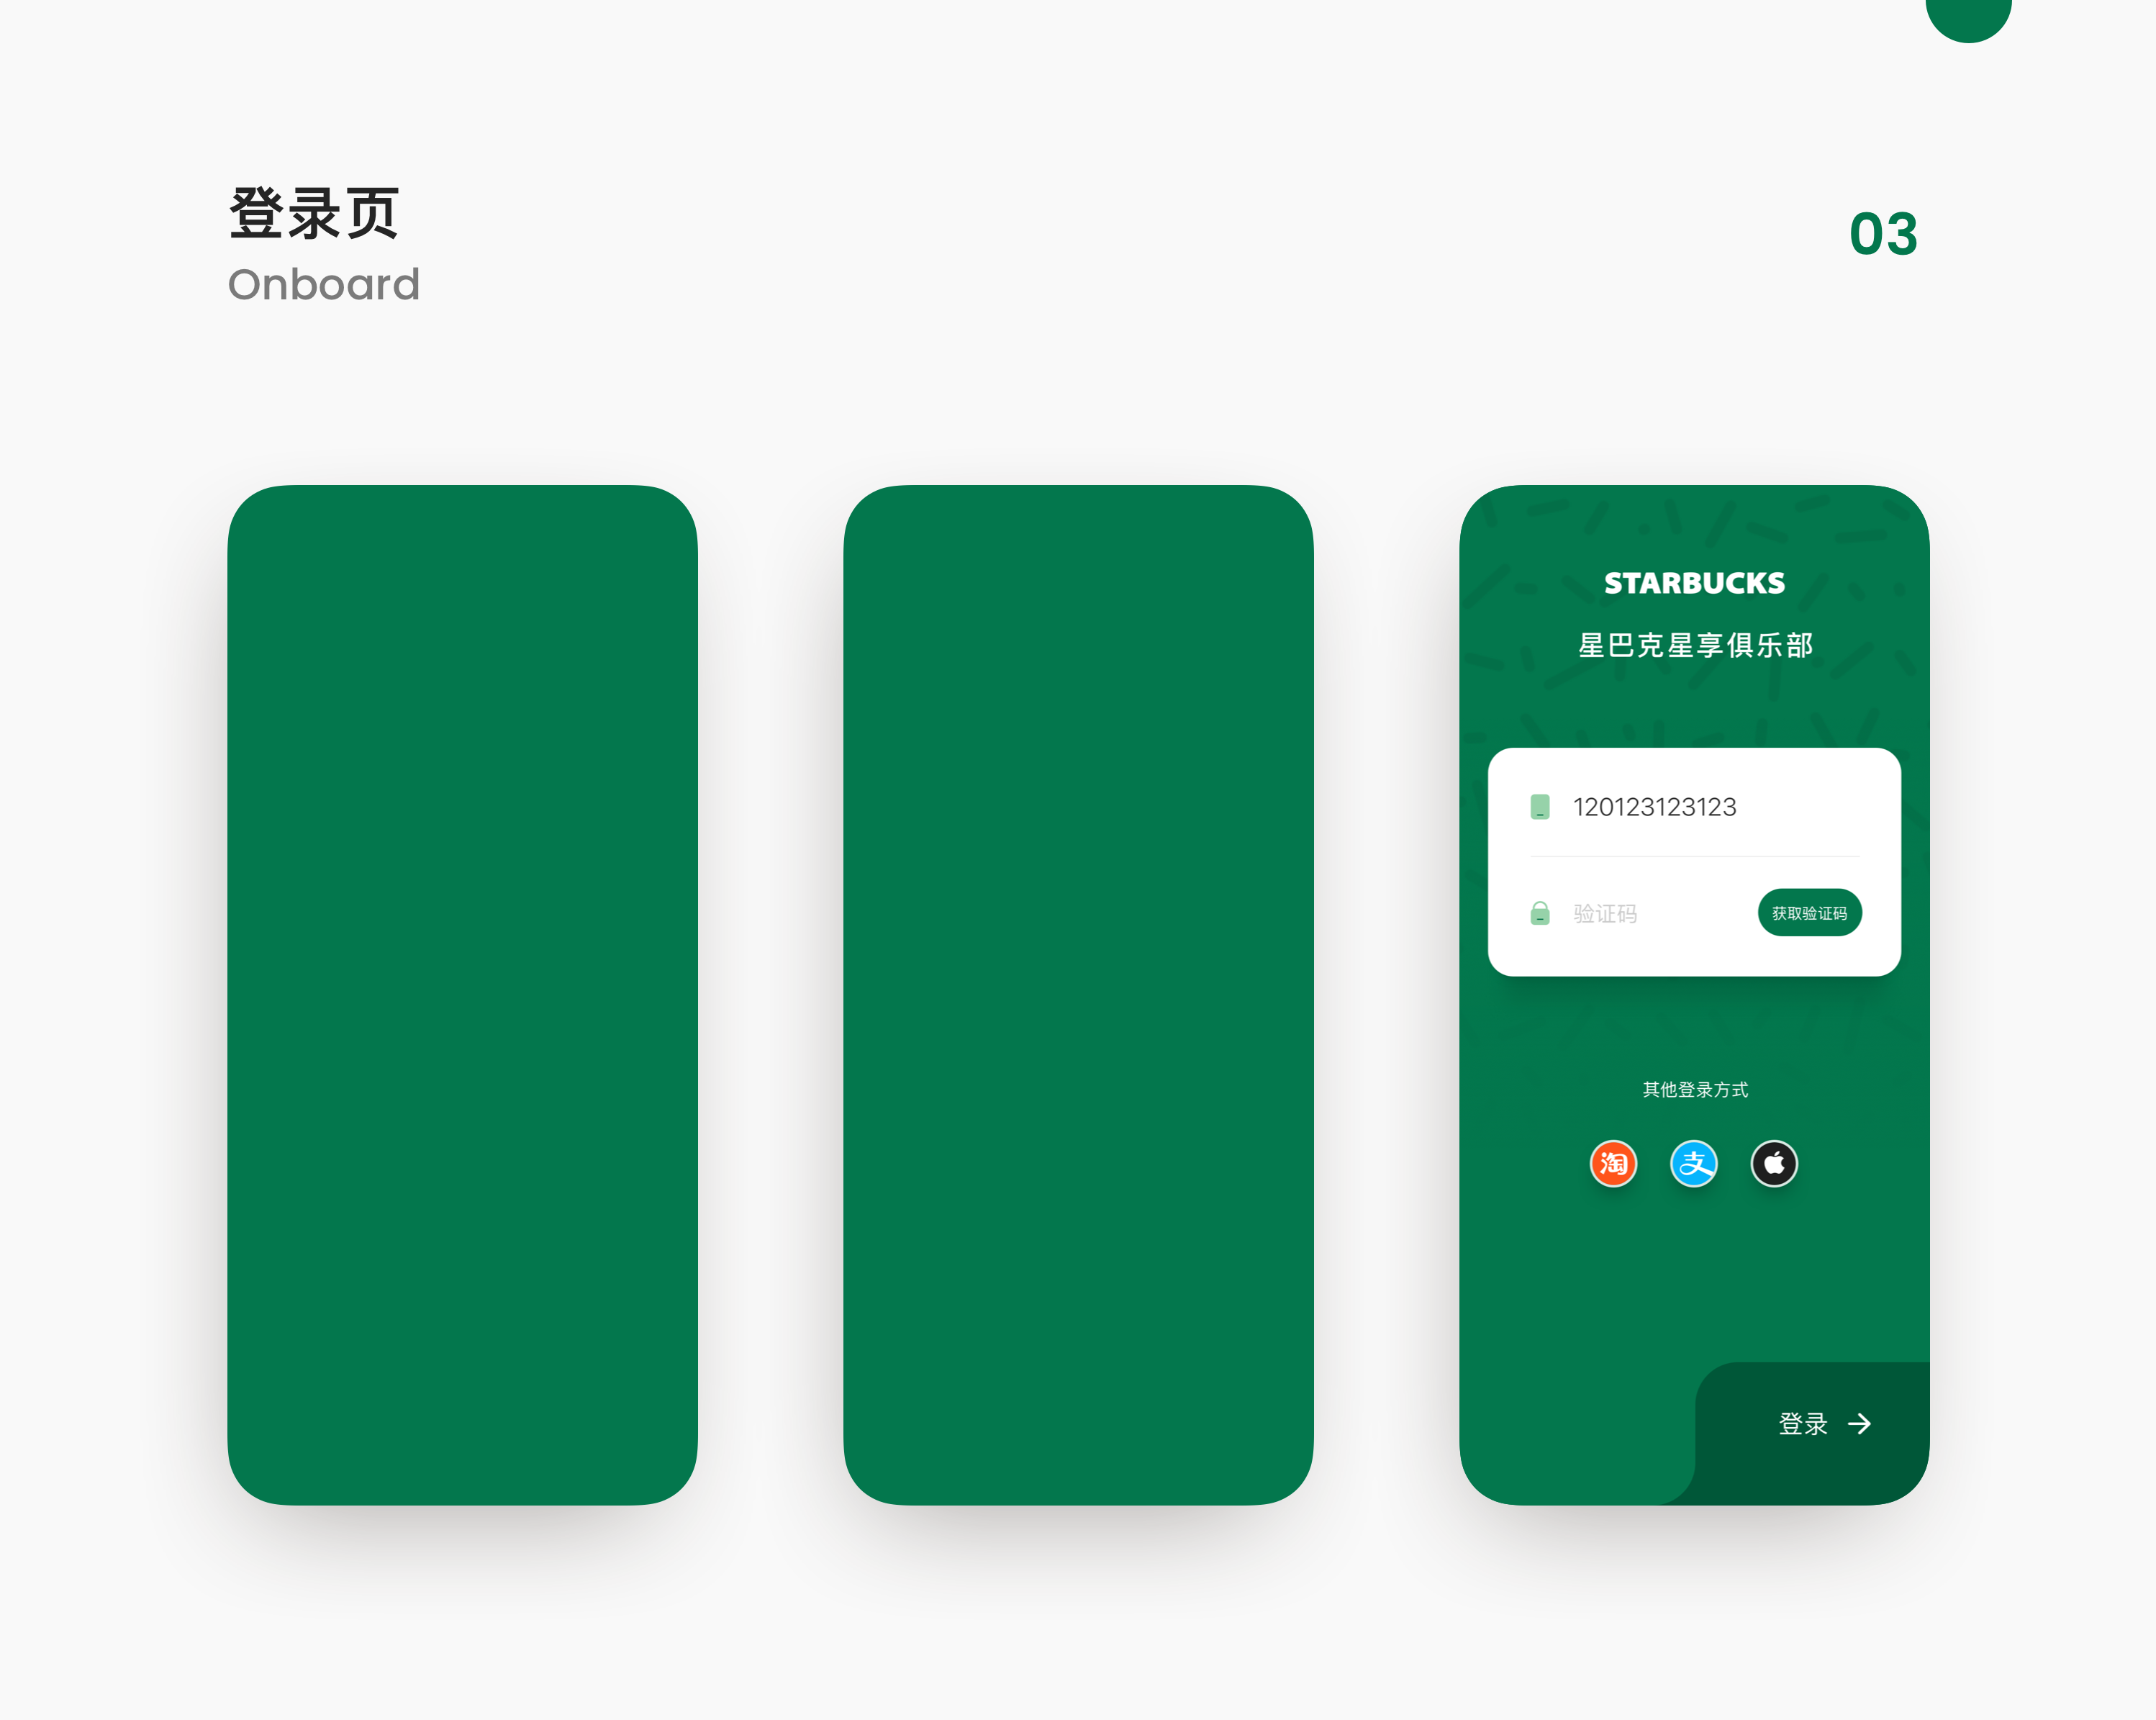 登录页
Onboard
03
STARBUCKS
星巴克星享俱乐部
120123123123
验证码
获取验证码
其他登录方式
淘
支
登录